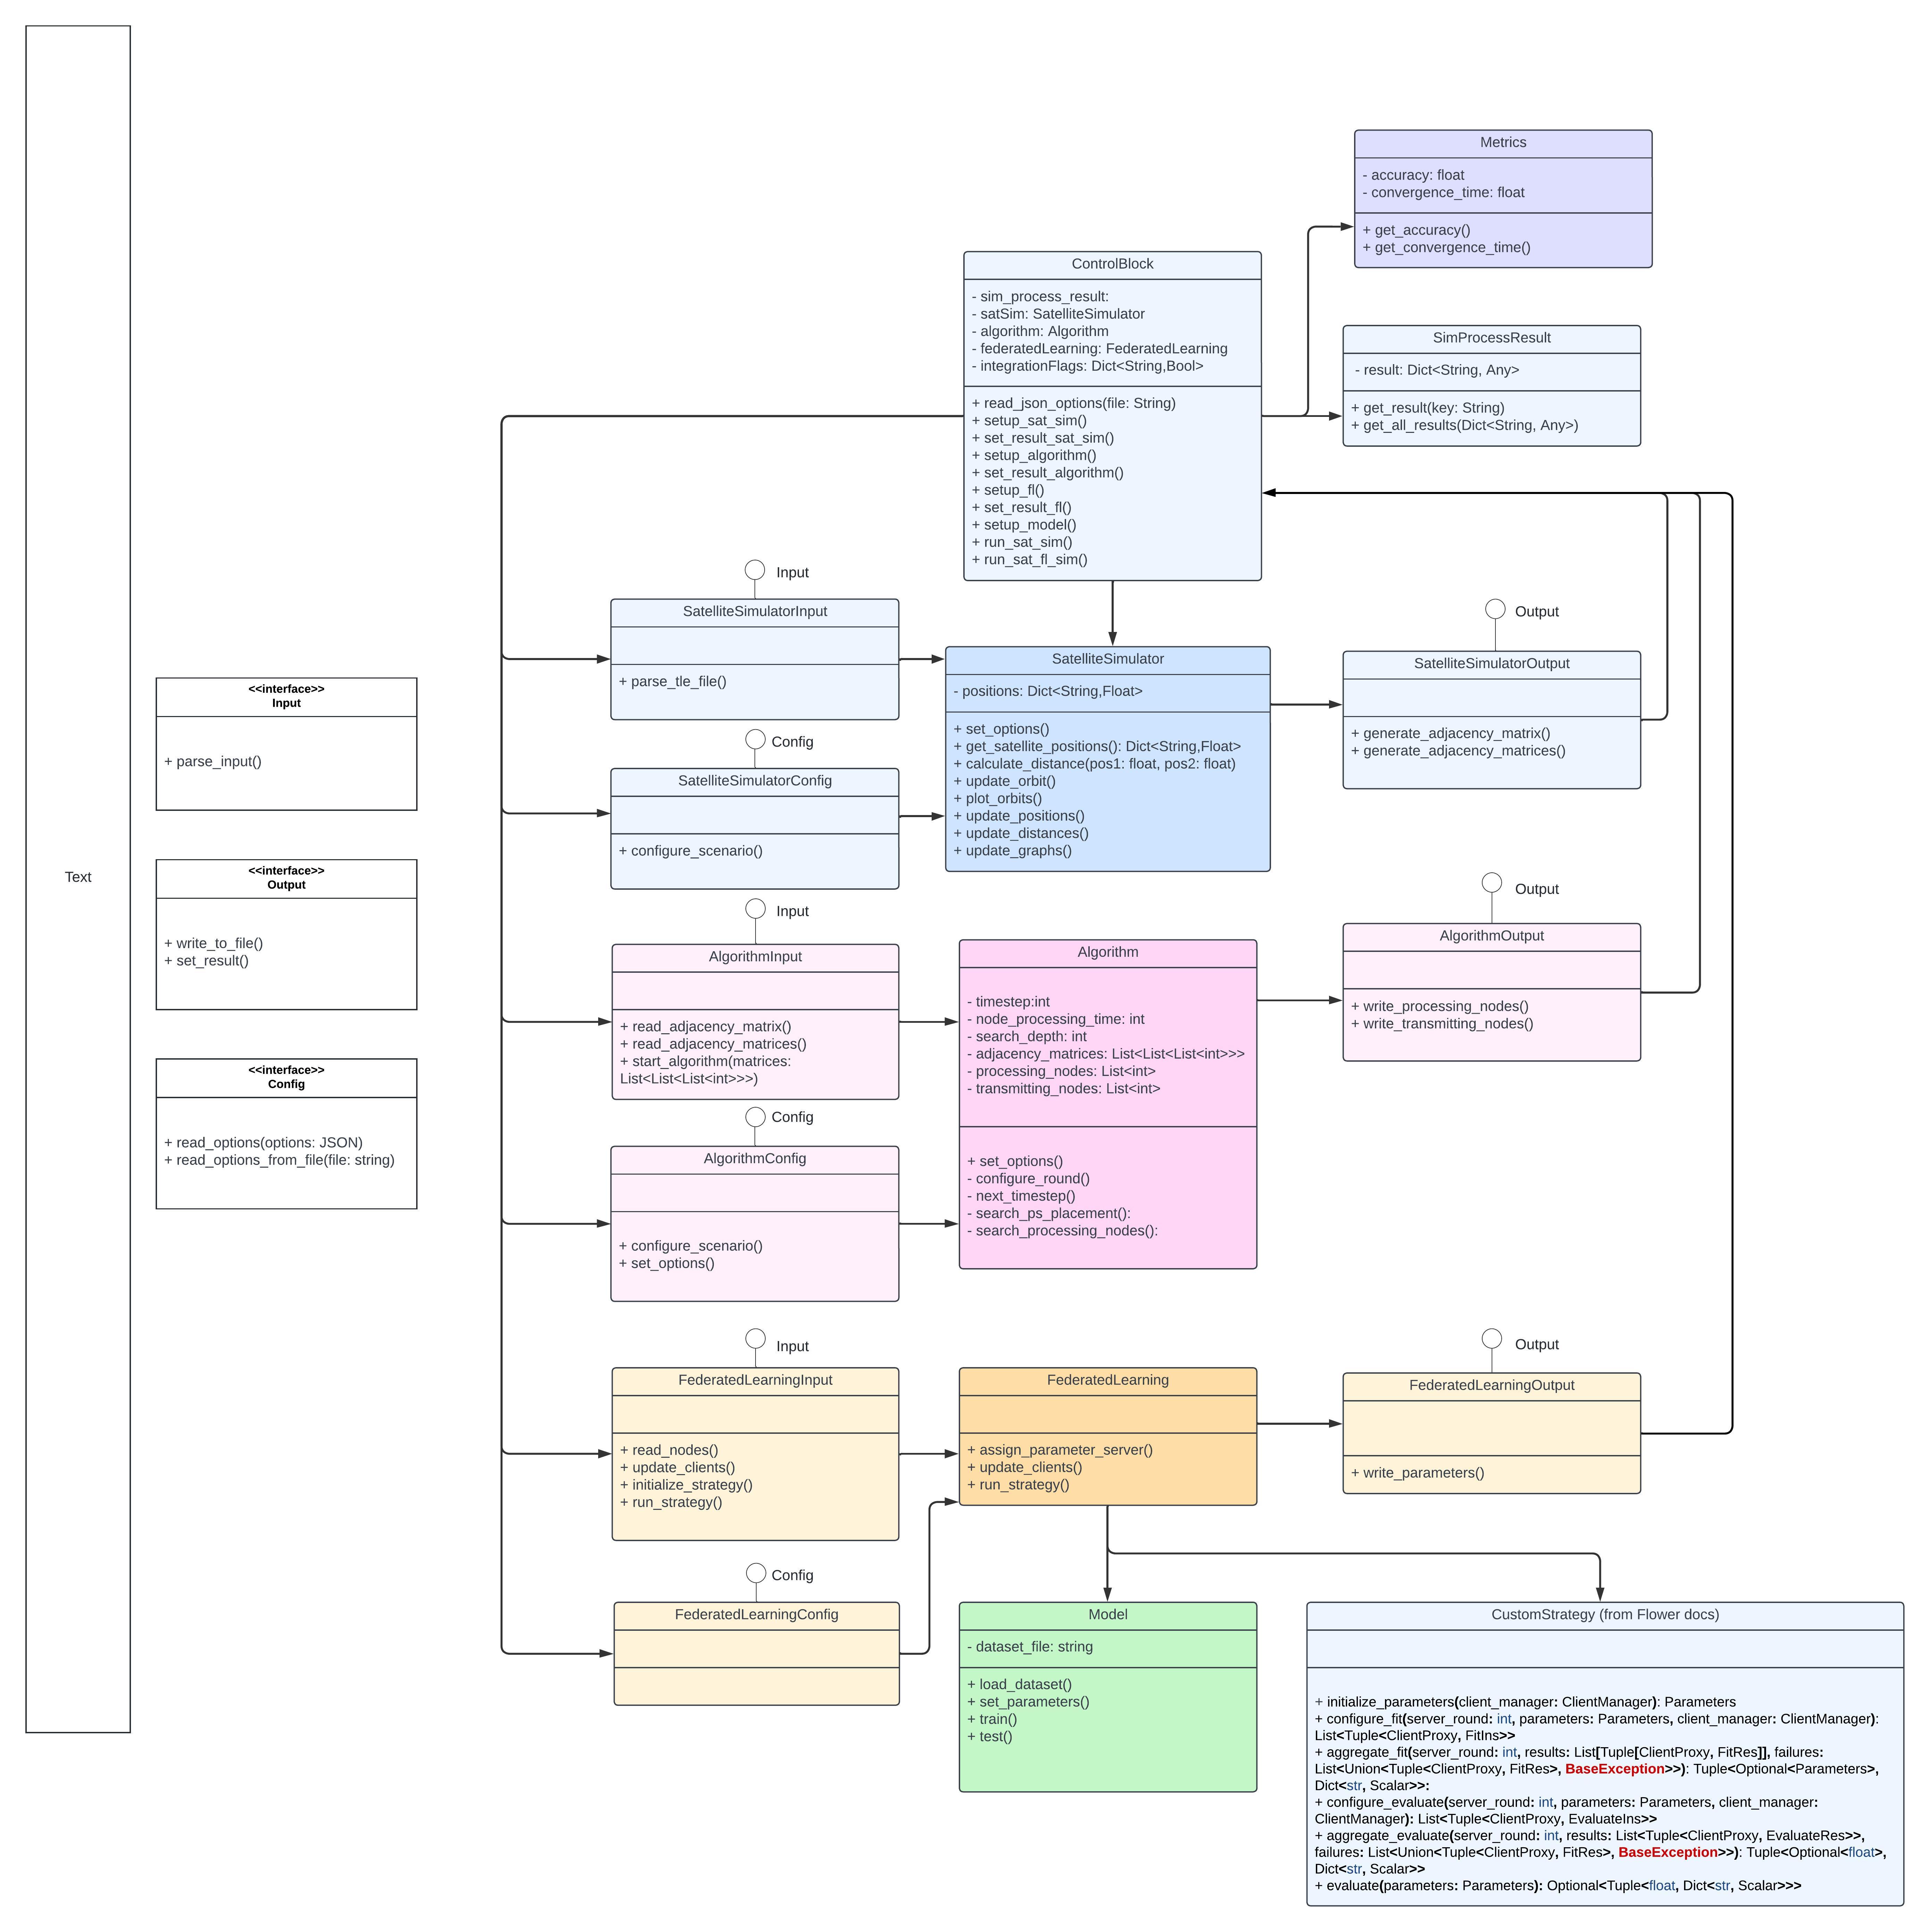 Text
<<interface>>
Input
+ parse_input()
<<interface>>
Output
+ write_to_file()
+ set_result()
<<interface>>
Config
+ read_options(options: JSON)
+ read_options_from_file(file: string)
Metrics
- accuracy: float
- convergence_time: float
+ get_accuracy()
+ get_convergence_time()
ControlBlock
- sim_process_result:
- satSim: SatelliteSimulator
- algorithm: Algorithm
- federatedLearning: FederatedLearning
- integrationFlags: Dict<String,Bool>
+ read_json_options(file: String)
+ setup_sat_sim()
+ set_result_sat_sim()
+ setup_algorithm()
+ set_result_algorithm()
+ setup_fl()
+ set_result_fl()
+ setup_model()
+ run_sat_sim()
+ run_sat_fl_sim()
SimProcessResult
- result: Dict<String, Any>
+ get_result(key: String)
+ get_all_results(Dict<String, Any>)
Input
SatelliteSimulatorInput
+ parse_tle_file()
Config
SatelliteSimulatorConfig
+ configure_scenario()
SatelliteSimulator
- positions: Dict<String,Float>
+ set_options()
+ get_satellite_positions(): Dict<String,Float>
+ calculate_distance(pos1: float, pos2: float)
+ update_orbit()
+ plot_orbits()
+ update_positions()
+ update_distances()
+ update_graphs()
Output
SatelliteSimulatorOutput
+ generate_adjacency_matrix()
+ generate_adjacency_matrices()
Input
AlgorithmInput
+ read_adjacency_matrix()
+ read_adjacency_matrices()
+ start_algorithm(matrices:
List<List<List<int>>>)
Config
AlgorithmConfig
+ configure_scenario()
+ set_options()
Algorithm
- timestep:int
- node_processing_time: int
- search_depth: int
- adjacency_matrices: List<List<List<int>>>
- processing_nodes: List<int>
- transmitting_nodes: List<int>
+ set_options()
- configure_round()
- next_timestep()
- search_ps_placement():
- search_processing_nodes():
Output
AlgorithmOutput
+ write_processing_nodes()
+ write_transmitting_nodes()
Input
FederatedLearningInput
+ read_nodes()
+ update_clients()
+ initialize_strategy()
+ run_strategy()
Config
FederatedLearningConfig
FederatedLearning
+ assign_parameter_server()
+ update_clients()
+ run_strategy()
Output
FederatedLearningOutput
+ write_parameters()
Model
- dataset_file: string
+ load_dataset()
+ set_parameters()
+ train()
+ test()
CustomStrategy (from Flower docs)
+ initialize_parameters(client_manager: ClientManager): Parameters
+ configure_fit(server_round: int, parameters: Parameters, client_manager: ClientManager):
List<Tuple<ClientProxy, FitIns>>
+ aggregate_fit(server_round: int, results: List[Tuple[ClientProxy, FitRes]], failures:
List<Union<Tuple<ClientProxy, FitRes>, BaseException>>): Tuple<Optional<Parameters>,
Dict<str, Scalar>>:
+ configure_evaluate(server_round: int, parameters: Parameters, client_manager:
ClientManager): List<Tuple<ClientProxy, EvaluateIns>>
+ aggregate_evaluate(server_round: int, results: List<Tuple<ClientProxy, EvaluateRes>>,
failures: List<Union<Tuple<ClientProxy, FitRes>, BaseException>>): Tuple<Optional<float>,
Dict<str, Scalar>>
+ evaluate(parameters: Parameters): Optional<Tuple<float, Dict<str, Scalar>>>